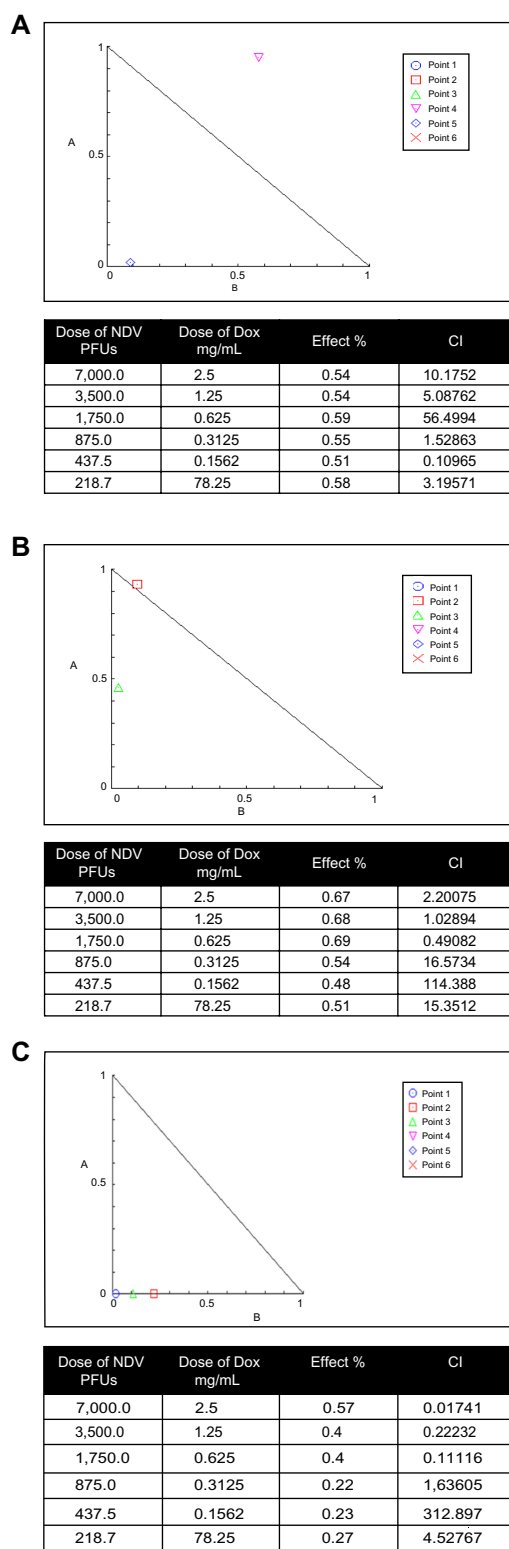 A
1
A
0.5
0
0
0.5
1
B
Point 1
Point 2
Point 3
Point 4
Point 5
Point 6
Dose of NDV PFUs Dose of Dox mg/mL Effect % CI
7,000.0 2.5 0.54 10.1752
3,500.0 1.25 0.54 5.08762
1,750.0 0.625 0.59 56.4994
875.0 0.3125 0.55 1.52863
437.5 0.1562 0.51 0.10965
218.7 78.25 0.58 3.19571
B
1
A
0.5
0
0
0.5
1
B
Point 1
Point 2
Point 3
Point 4
Point 5
Point 6
Dose of NDV PFUs Dose of Dox mg/mL Effect % CI
7,000.0 2.5 0.67 2.20075
3,500.0 1.25 0.68 1.02894
1,750.0 0.625 0.69 0.49082
875.0 0.3125 0.54 16.5734
437.5 0.1562 0.48 114.388
218.7 78.25 0.51 15.3512
C
1
A
0.5
0
0
0.5
1
B
Point 1
Point 2
Point 3
Point 4
Point 5
Point 6
Dose of NDV PFUs Dose of Dox mg/mL Effect % CI
7,000.0 2.5 0.57 0.01741
3,500.0 1.25 0.4 0.22232
1,750.0 0.625 0.4 0.11116
875.0 0.3125 0.22 1,63605
437.5 0.1562 0.23 312.897
218.7 78.25 0.27 4.52767